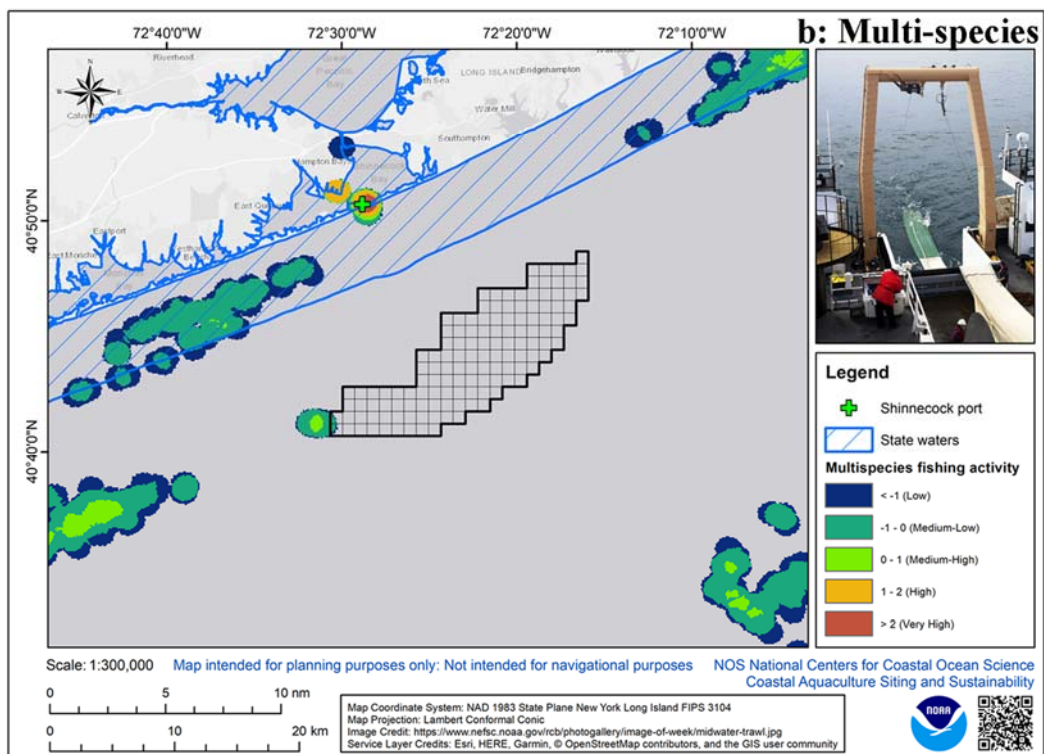 b: Multi-species
72°40'0"W
72°30'0"W
72°20'0"W
72°10'0"W
Riverhead
Bay
LONG ISLAND
Bridgehampton
Water Mill
Southampton
Bay
Eastport
40°50'0"N
40°40'0"N
N
W
E
S
Legend
Shinnecock port
State waters
Multispecies fishing activity
< -1 (Low)
-1 - 0 (Medium-Low)
0 - 1 (Medium-High)
1 - 2 (High)
> 2 (Very High)
Scale: 1:300,000
Map intended for planning purposes only: Not intended for navigational purposes
NOS National Centers for Coastal Ocean Science
Coastal Aquaculture Siting and Sustainability
0 5 10 nm
0 10 20 km
Map Coordinate System: NAD 1983 State Plane New York Long Island FIPS 3104
Map Projection: Lambert Conformal Conic
Image Credit: https://www.nefsc.noaa.gov/rcb/photogallery/image-of-week/midwater-trawl.jpg
Service Layer Credits: Esri, HERE, Garmin, © OpenStreetMap contributors, and the GIS user community
NOAA